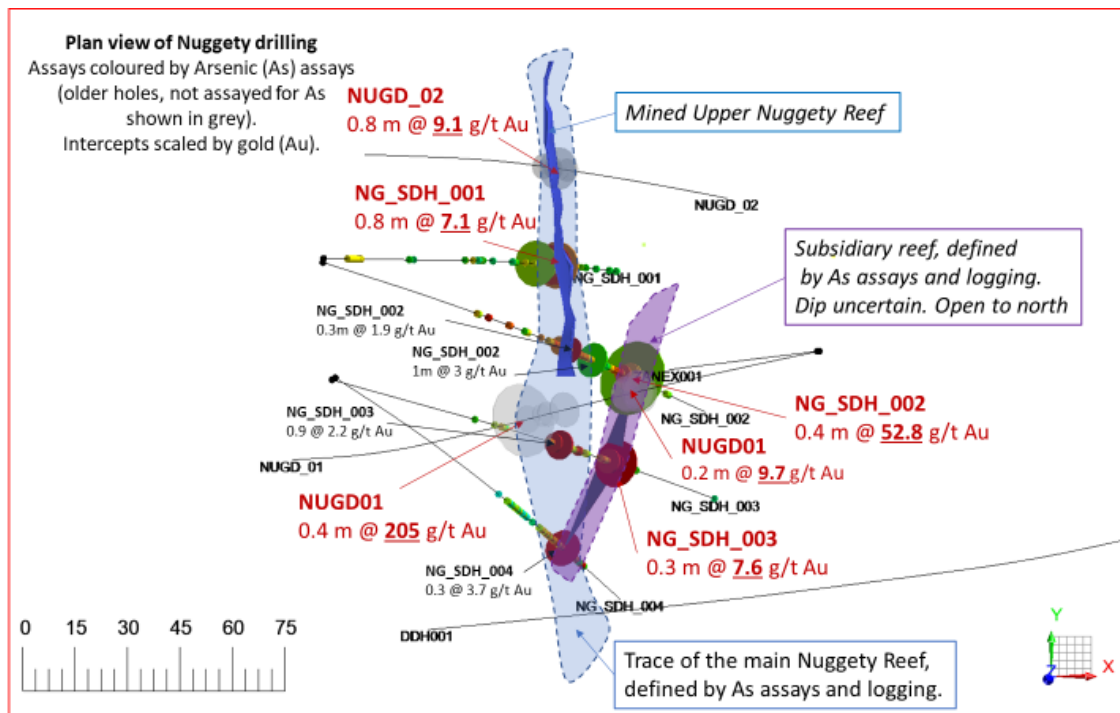 Plan view of Nuggety drilling
Assays coloured by Arsenic (As) assays
(older holes, not assayed for As
shown in grey).
Intercepts scaled by gold (Au).
NUGD_02
0.8 m @ 9.1 g/t Au
Mined Upper Nuggety Reef
NG_SDH_001
0.8 m @ 7.1 g/t Au
NUGD_02
Subsidiary reef, defined
by As assays and logging.
Dip uncertain. Open to north
NG_SDH_001
NG_SDH_002
0.3m @ 1.9 g/t Au
NG_SDH_002
1m @ 3 g/t Au
ANEX001
NG_SDH_002
NG_SDH_002
0.4 m @ 52.8 g/t Au
NG_SDH_003
0.9 @ 2.2 g/t Au
NUGD01
0.2 m @ 9.7 g/t Au
NUGD_01
NUGD01
0.4 m @ 205 g/t Au
NG_SDH_003
NG_SDH_003
0.3 m @ 7.6 g/t Au
NG_SDH_004
0.3 @ 3.7 g/t Au
NG_SDH_004
DDH001
0 15 30 45 60 75
Trace of the main Nuggety Reef,
defined by As assays and logging.
Y
Z
X